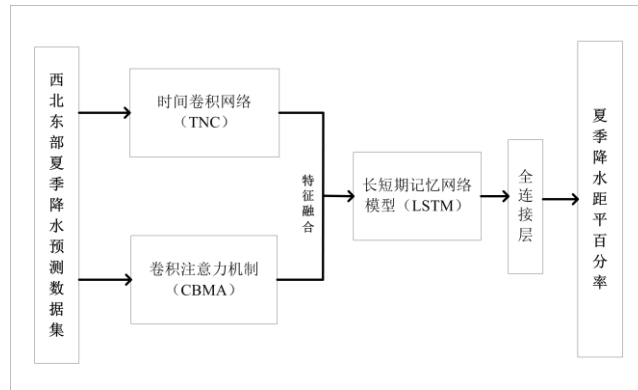 西北东部夏季降水预测数据集
时间卷积网络
（TNC）
卷积注意力机制
（CBMA）
特征融合
长短期记忆网络
模型（LSTM）
全连接层
夏季降水距平百分率